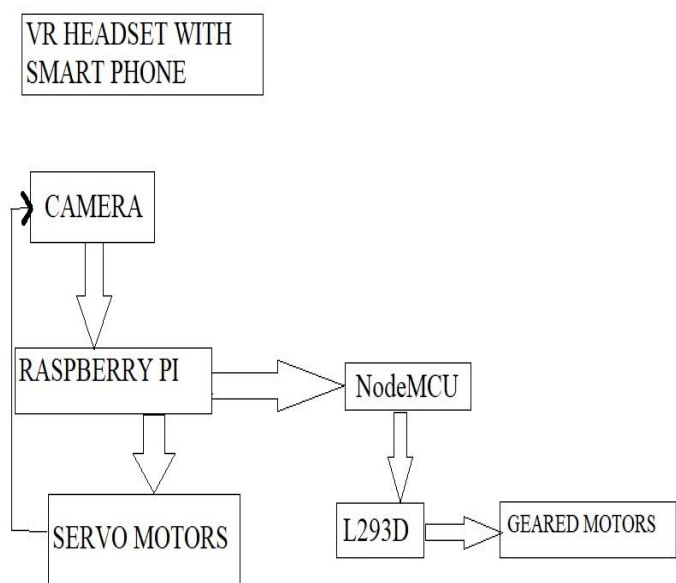 VR HEADSET WITH
SMART PHONE
CAMERA
RASPBERRY PI
NodeMCU
SERVO MOTORS
L293D
GEARED MOTORS